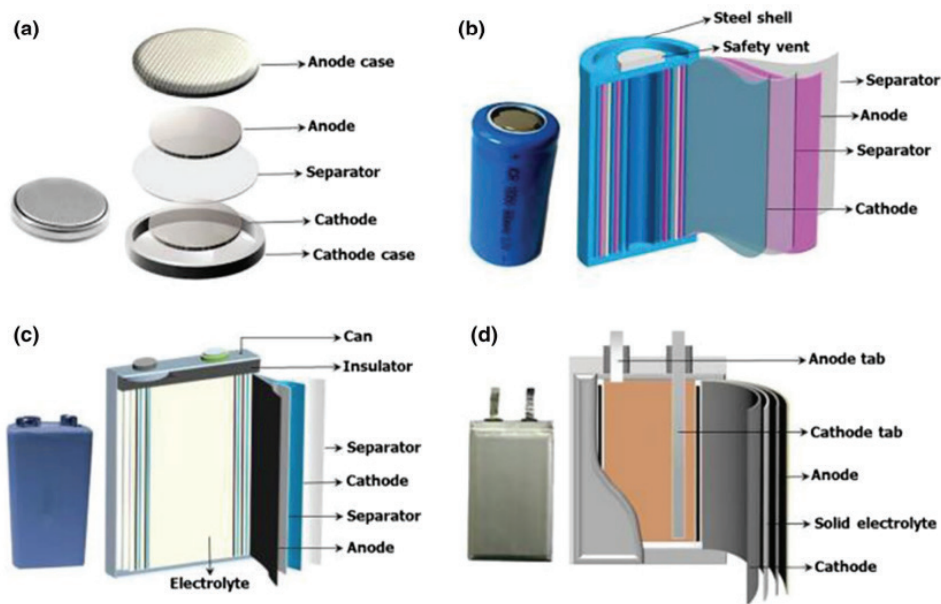 (a)
Anode case
Anode
Separator
Cathode
Cathode case
(b)
Steel shell
Safety vent
Separator
Anode
Separator
Cathode
(c)
Can
Insulator
Separator
Cathode
Separator
Anode
Electrolyte
(d)
Anode tab
Cathode tab
Anode
Solid electrolyte
Cathode